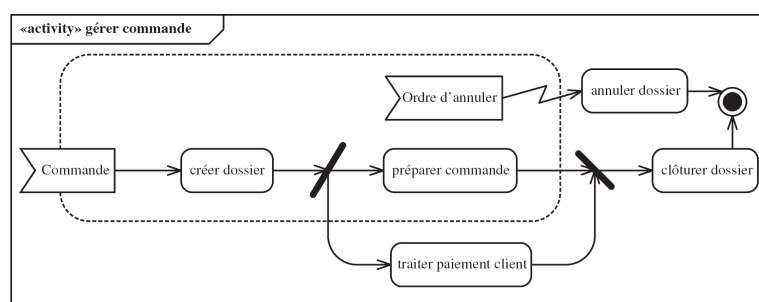 «activity» gérer commande
Ordre d’annuler
annuler dossier
Commande
créer dossier
préparer commande
clôturer dossier
traiter paiement client